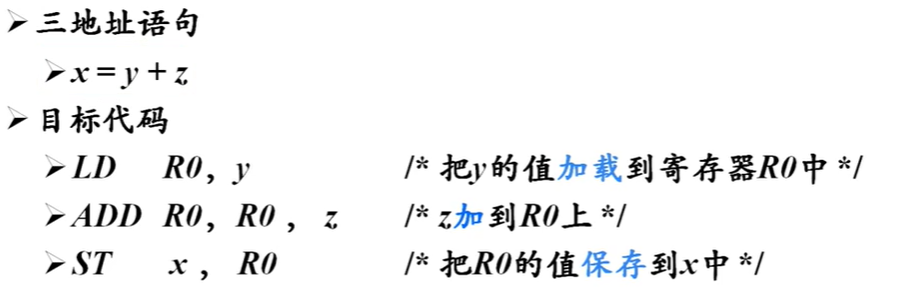 ➢ 三地址语句
➢ x = y + z
➢ 目标代码
➢ LD R0, y /* 把y的值加载到寄存器R0中 */
➢ ADD R0, R0 , z /* z加到R0上 */
➢ ST x , R0 /* 把R0的值保存到x中 */